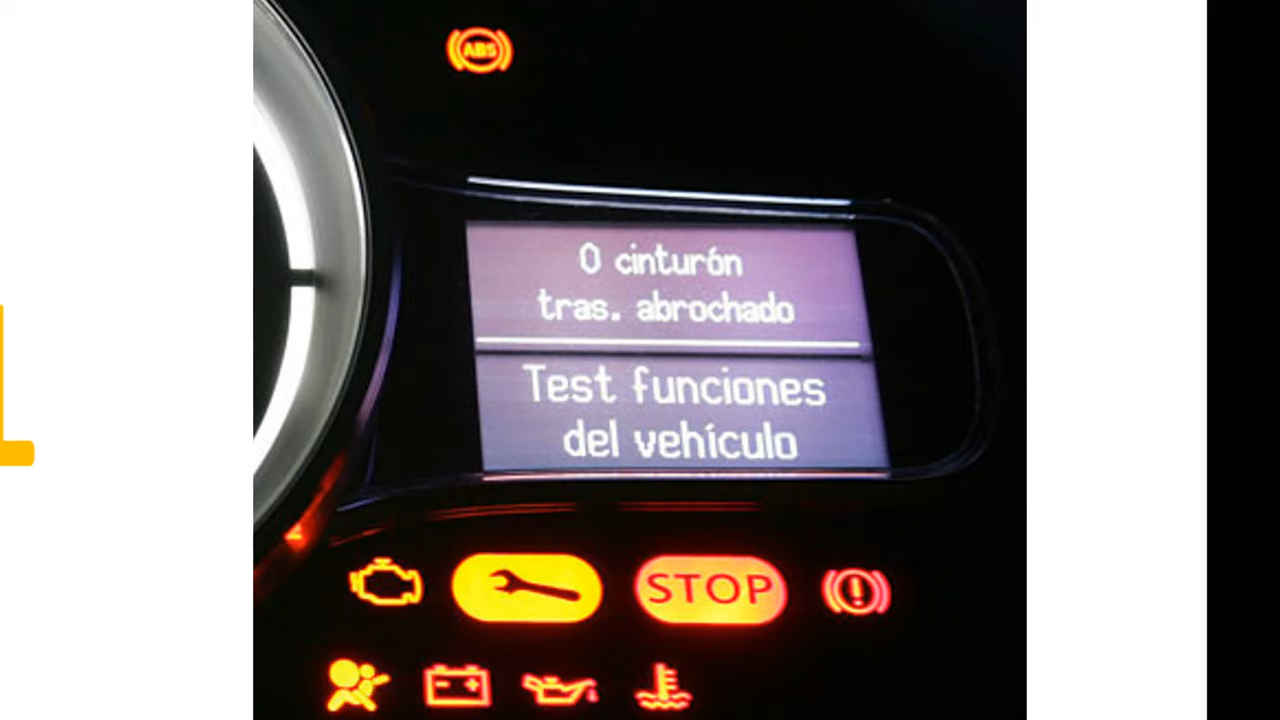 ABS
0 cinturón
tras. abrochado
Test funciones
del vehículo
STOP